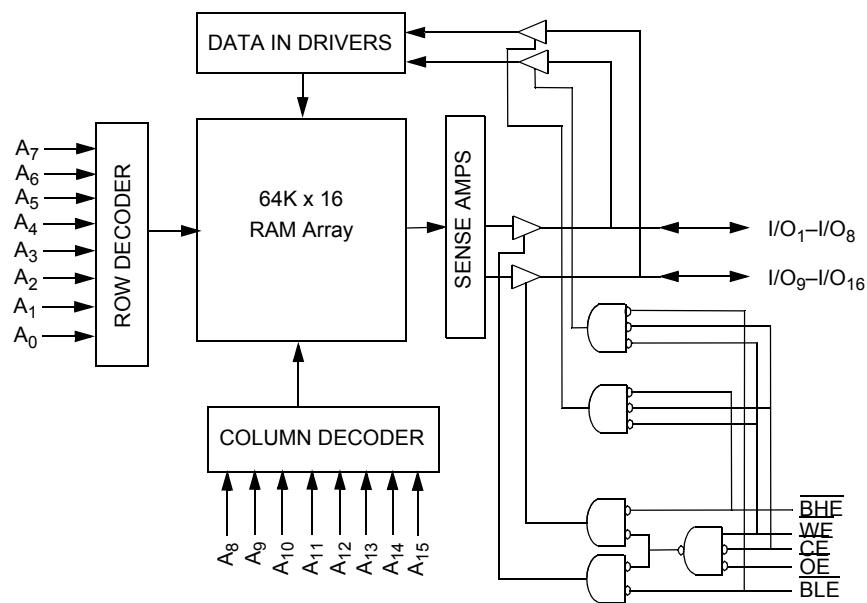 DATA IN DRIVERS
A7
A6
A5
A4
A3
A2
A1
A0
ROW DECODER
64K x 16
RAM Array
SENSE AMPS
I/O1–I/O8
I/O9–I/O16
COLUMN DECODER
A8
A9
A10
A11
A12
A13
A14
A15
BHE
WE
CE
OE
BLE